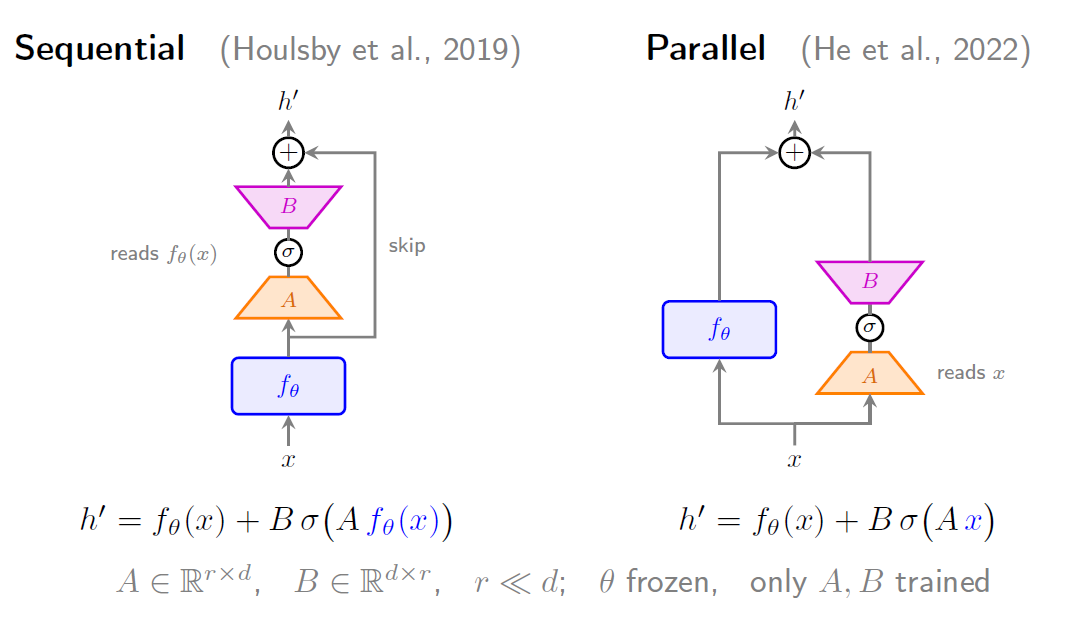 Sequential (Houlsby et al., 2019)
h′
+
B
σ
reads f_θ(x)
skip
A
f_θ
x
h′ = f_θ(x) + B σ(A f_θ(x))
Parallel (He et al., 2022)
h′
+
B
f_θ
σ
A
reads x
x
h′ = f_θ(x) + B σ(A x)
A ∈ ℝ^{r×d}, B ∈ ℝ^{d×r}, r ≪ d; θ frozen, only A, B trained